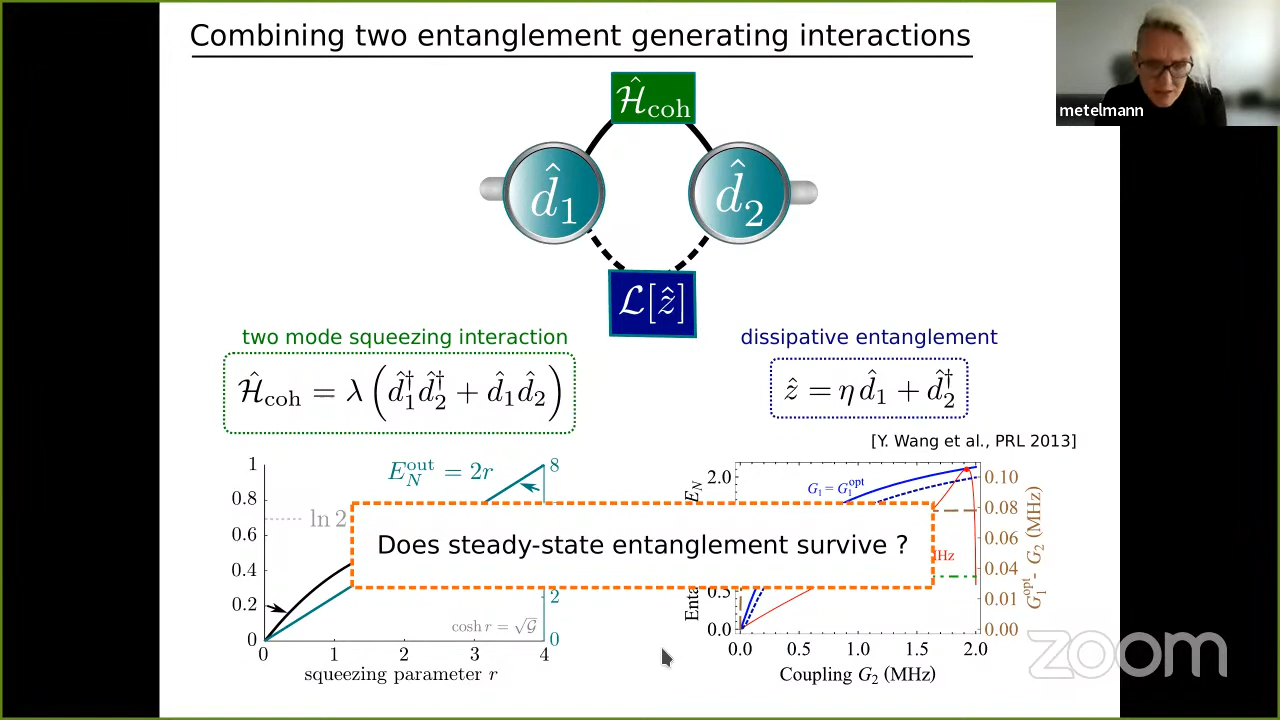 Combining two entanglement generating interactions
metelmann
Ĥcoh
d̂1
d̂2
ℒ[ẑ]
two mode squeezing interaction
Ĥcoh = λ (d̂1† d̂2† + d̂1 d̂2)
dissipative entanglement
ẑ = η d̂1 + d̂2†
[Y. Wang et al., PRL 2013]
1
0.8
0.6
0.4
0.2
0
ln 2
E_N^out = 2r
8
2
0
cosh r = √𝒢
0 1 2 3 4
squeezing parameter r
Does steady-state entanglement survive ?
E_N
2.0
0.5
0.0
G1 = G1^opt
0.10
0.08
0.06
0.04
0.01
0.00
G1^opt - G2 (MHz)
0.0 0.5 1.0 1.5 2.0
Coupling G2 (MHz)
zoom